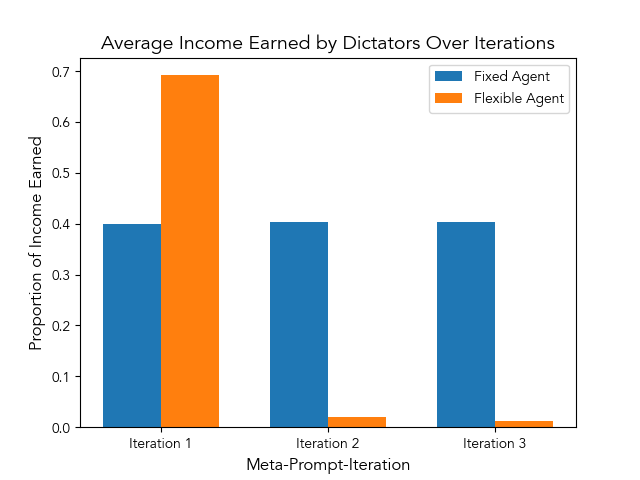 Average Income Earned by Dictators Over Iterations
Fixed Agent
Flexible Agent
Proportion of Income Earned
0.7
0.6
0.5
0.4
0.3
0.2
0.1
0.0
Iteration 1 Iteration 2 Iteration 3
Meta-Prompt-Iteration